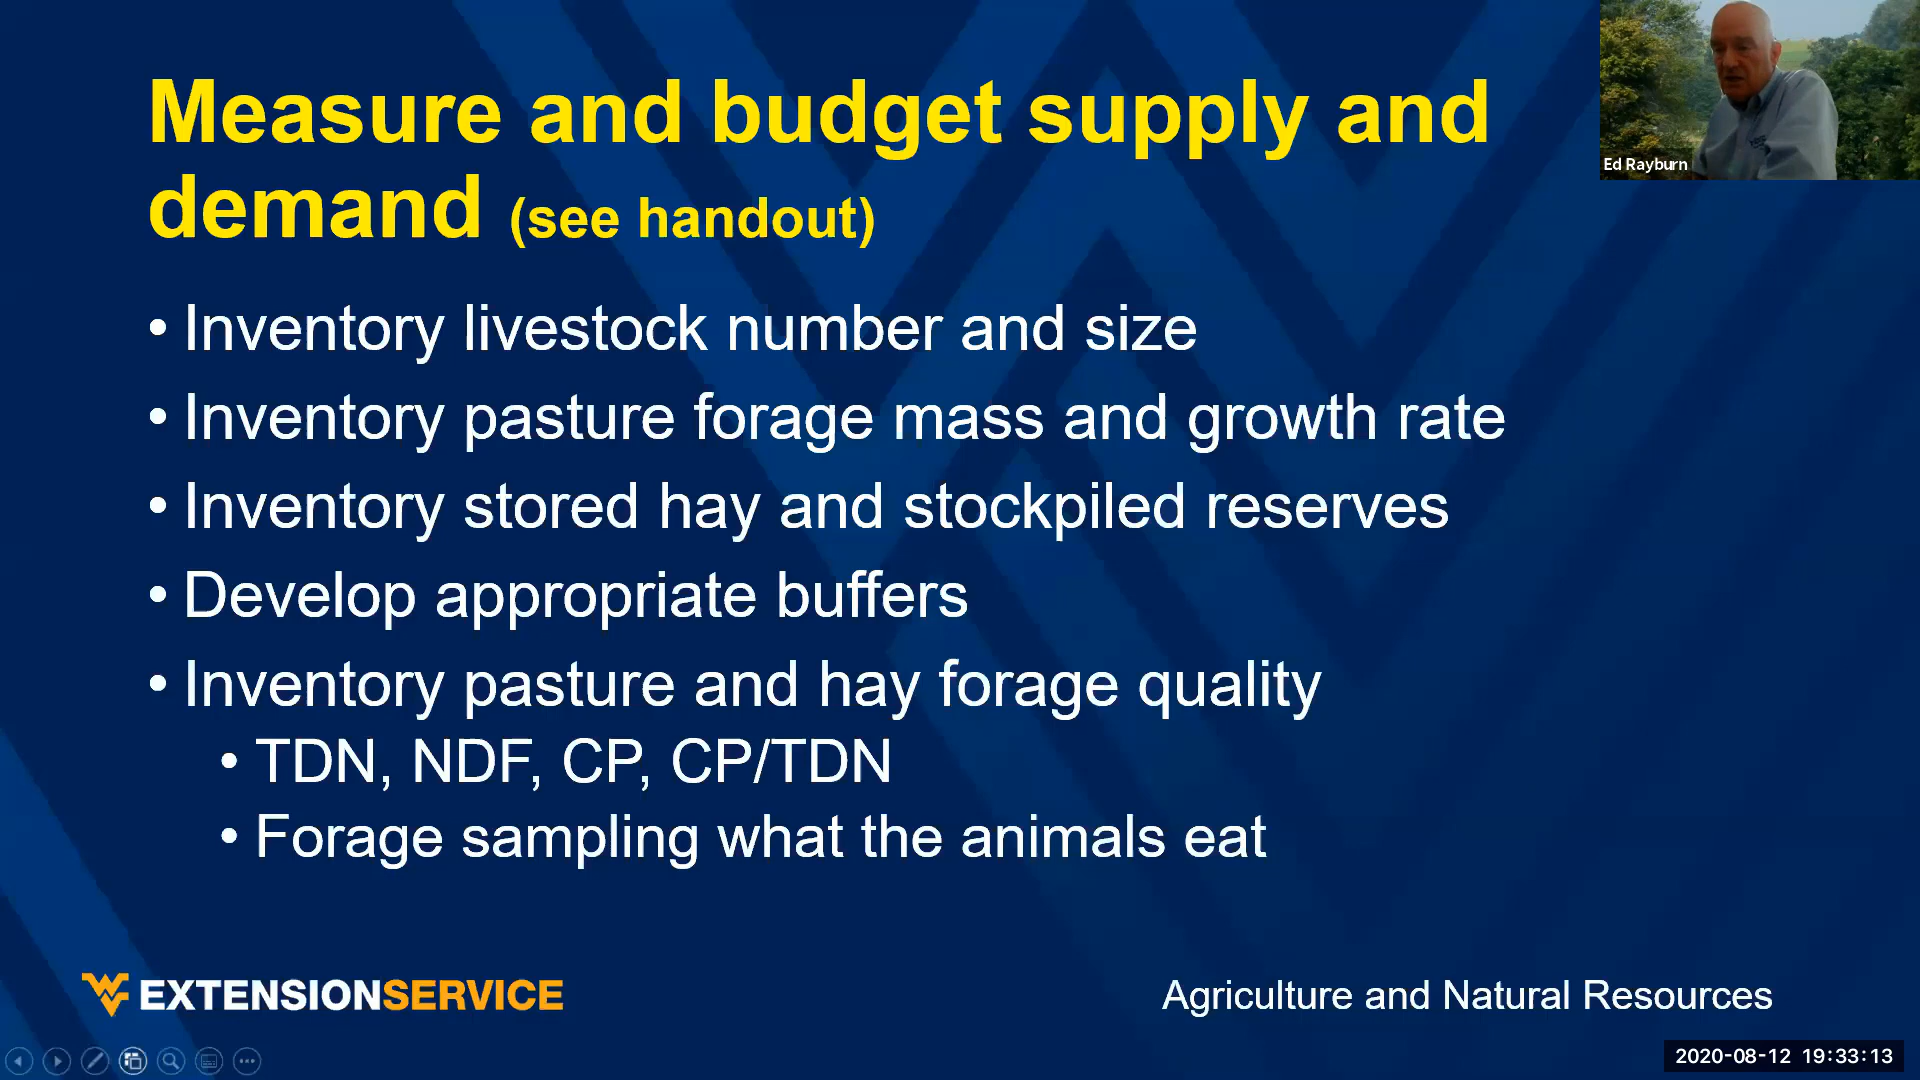 Measure and budget supply and
demand (see handout)
Ed Rayburn
• Inventory livestock number and size
• Inventory pasture forage mass and growth rate
• Inventory stored hay and stockpiled reserves
• Develop appropriate buffers
• Inventory pasture and hay forage quality
• TDN, NDF, CP, CP/TDN
• Forage sampling what the animals eat
WV EXTENSIONSERVICE
Agriculture and Natural Resources
2020-08-12 19:33:13